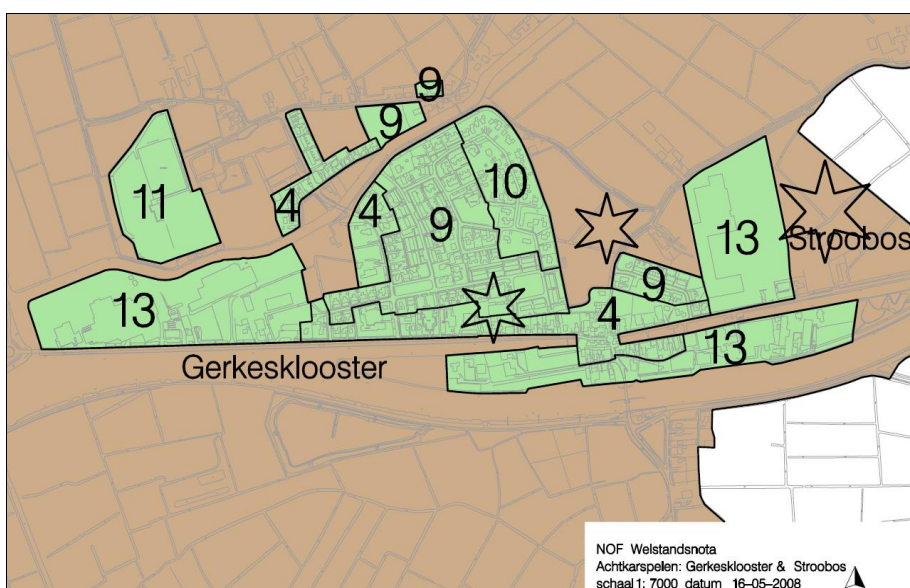 9
9
11
10
4
4
9
13
Stroobos
9
13
4
13
Gerkesklooster
NOF Welstandsnota
Achtkarspelen: Gerkesklooster & Stroobos
schaal 1: 7000 datum 16-05-2008